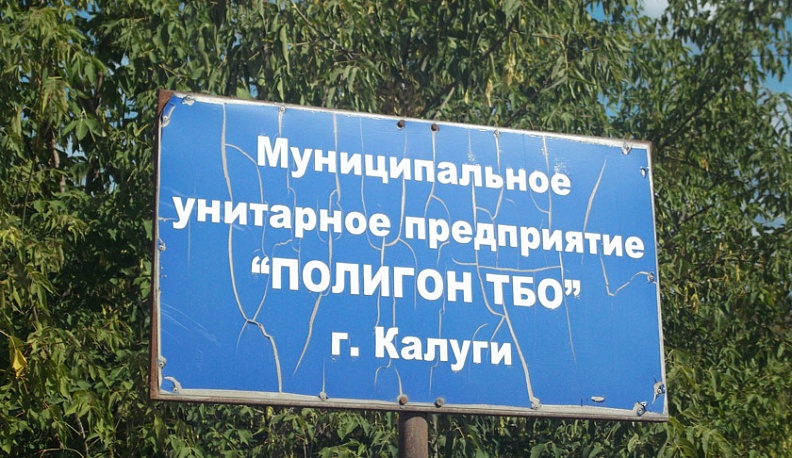 Муниципальное
унитарное предприятие
“ПОЛИГОН ТБО”
г. Калуги